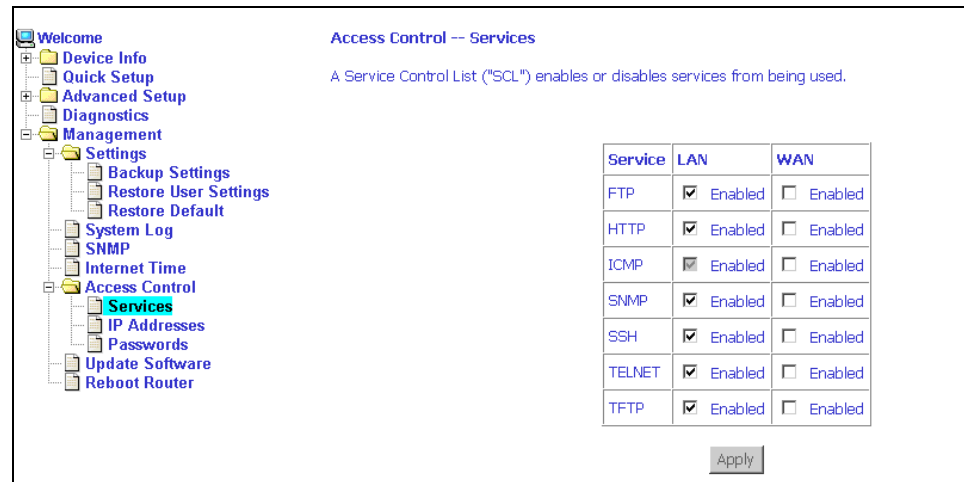 Welcome
Device Info
Quick Setup
Advanced Setup
Diagnostics
Management
Settings
Backup Settings
Restore User Settings
Restore Default
System Log
SNMP
Internet Time
Access Control
Services
IP Addresses
Passwords
Update Software
Reboot Router
Access Control -- Services
A Service Control List ("SCL") enables or disables services from being used.
Service LAN WAN
FTP Enabled Enabled
HTTP Enabled Enabled
ICMP Enabled Enabled
SNMP Enabled Enabled
SSH Enabled Enabled
TELNET Enabled Enabled
TFTP Enabled Enabled
Apply